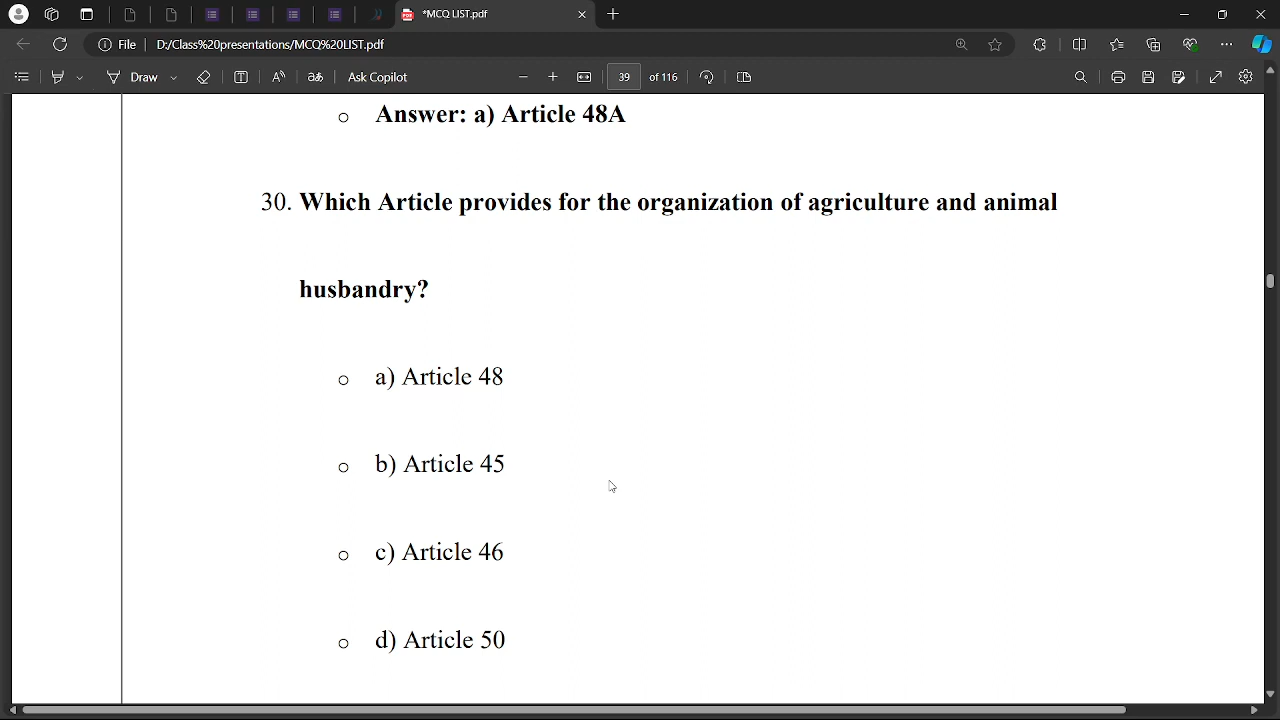 *MCQ LIST.pdf
File | D:/Class%20presentations/MCQ%20LIST.pdf
Draw
Ask Copilot
39 of 116
Answer: a) Article 48A
30. Which Article provides for the organization of agriculture and animal
husbandry?
a) Article 48
b) Article 45
c) Article 46
d) Article 50